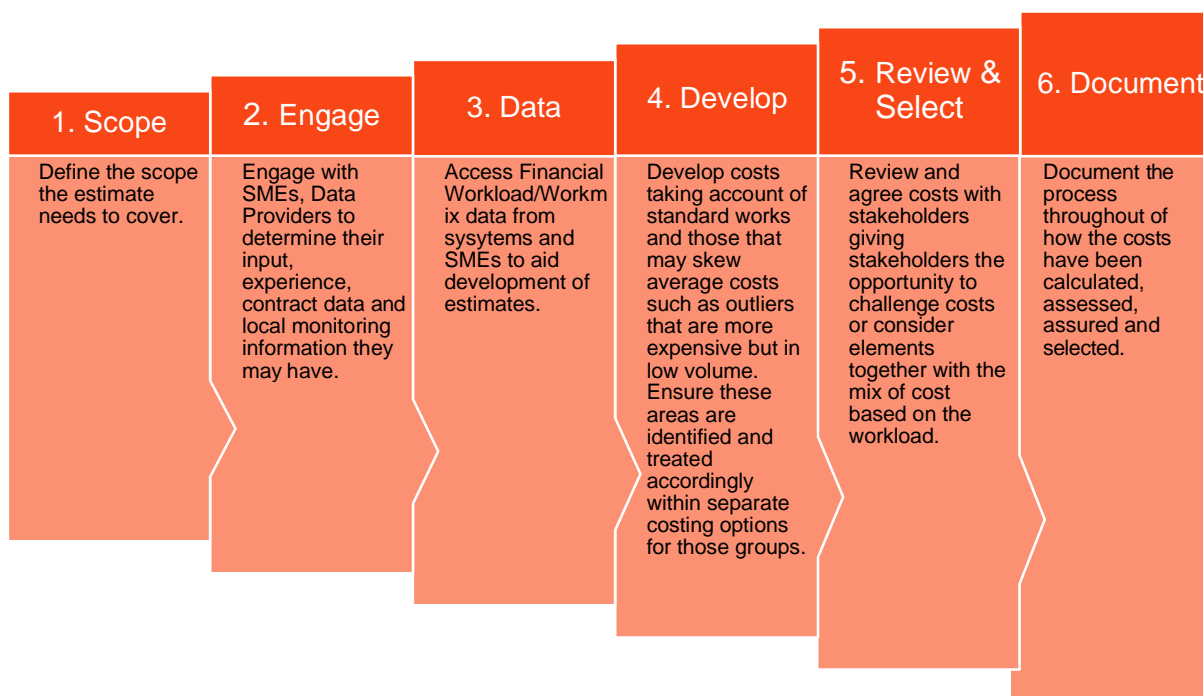 1. Scope
Define the scope
the estimate
needs to cover.
2. Engage
Engage with
SMEs, Data
Providers to
determine their
input,
experience,
contract data and
local monitoring
information they
may have.
3. Data
Access Financial
Workload/Workm
ix data from
sysytems and
SMEs to aid
development of
estimates.
4. Develop
Develop costs
taking account of
standard works
and those that
may skew
average costs
such as outliers
that are more
expensive but in
low volume.
Ensure these
areas are
identified and
treated
accordingly
within separate
costing options
for those groups.
5. Review &
Select
Review and
agree costs with
stakeholders
giving
stakeholders the
opportunity to
challenge costs
or consider
elements
together with the
mix of cost
based on the
workload.
6. Document
Document the
process
throughout of
how the costs
have been
calculated,
assessed,
assured and
selected.